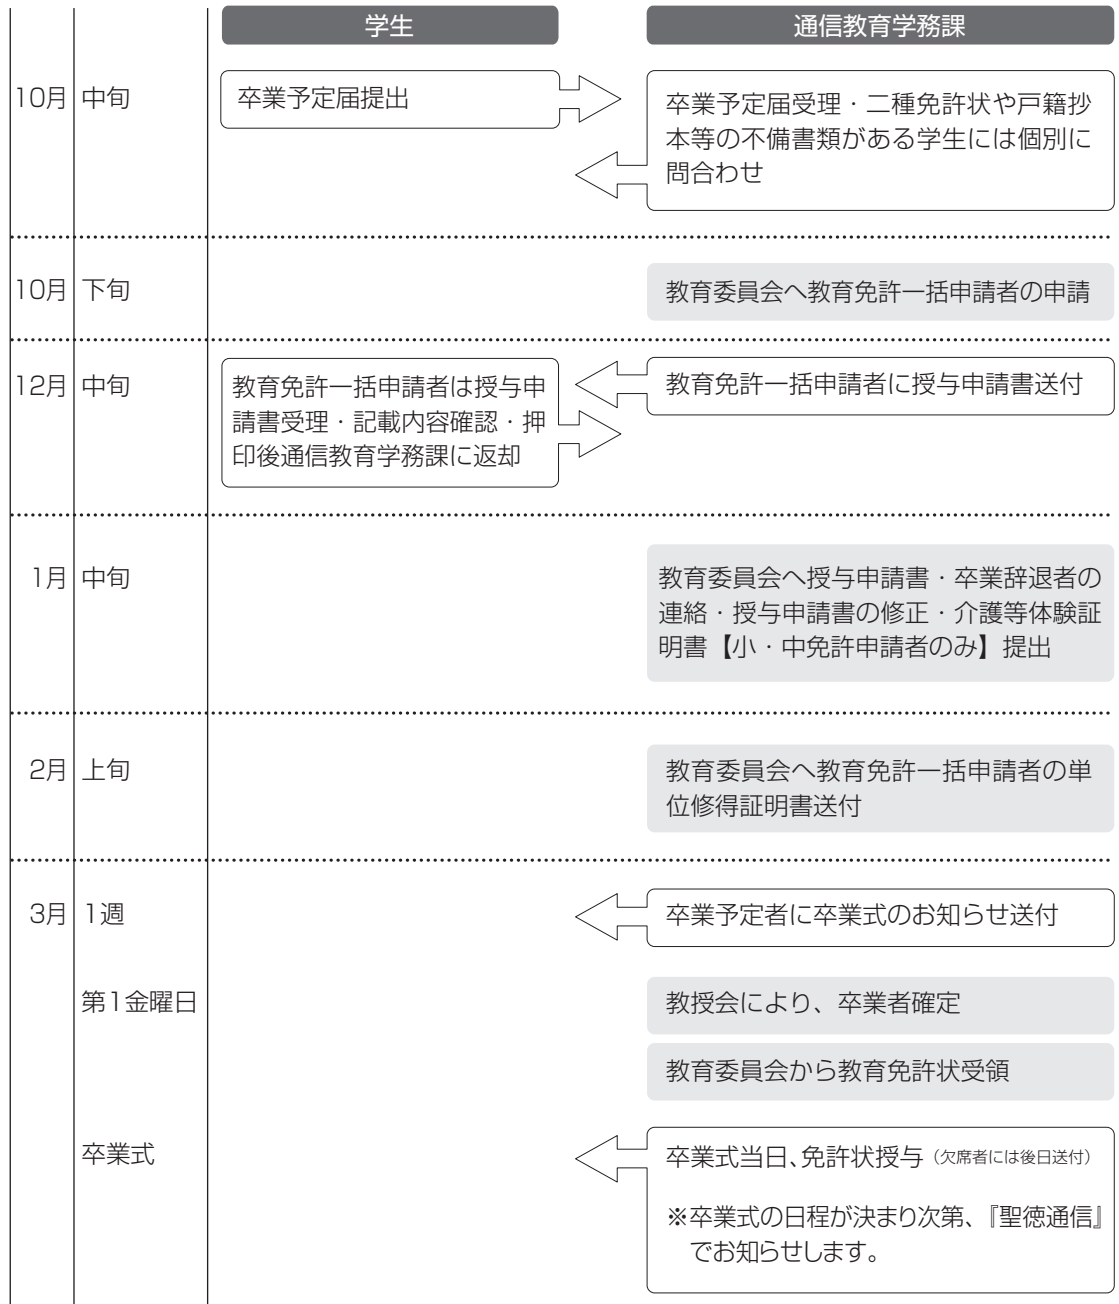 学生
通信教育学務課
10月 中旬
卒業予定届提出
卒業予定届受理・二種免許状や戸籍抄
本等の不備書類がある学生には個別に
問合わせ
10月 下旬
教育委員会へ教育免許一括申請者の申請
12月 中旬
教育免許一括申請者は授与申
請書受理・記載内容確認・押
印後通信教育学務課に返却
教育免許一括申請者に授与申請書送付
1月 中旬
教育委員会へ授与申請書・卒業辞退者の
連絡・授与申請書の修正・介護等体験証
明書【小・中免許申請者のみ】提出
2月 上旬
教育委員会へ教育免許一括申請者の単
位修得証明書送付
3月 1週
卒業予定者に卒業式のお知らせ送付
第1金曜日
教授会により、卒業者確定
教育委員会から教育免許状受領
卒業式
卒業式当日、免許状授与（欠席者には後日送付）
※卒業式の日程が決まり次第、『聖徳通信』
でお知らせします。